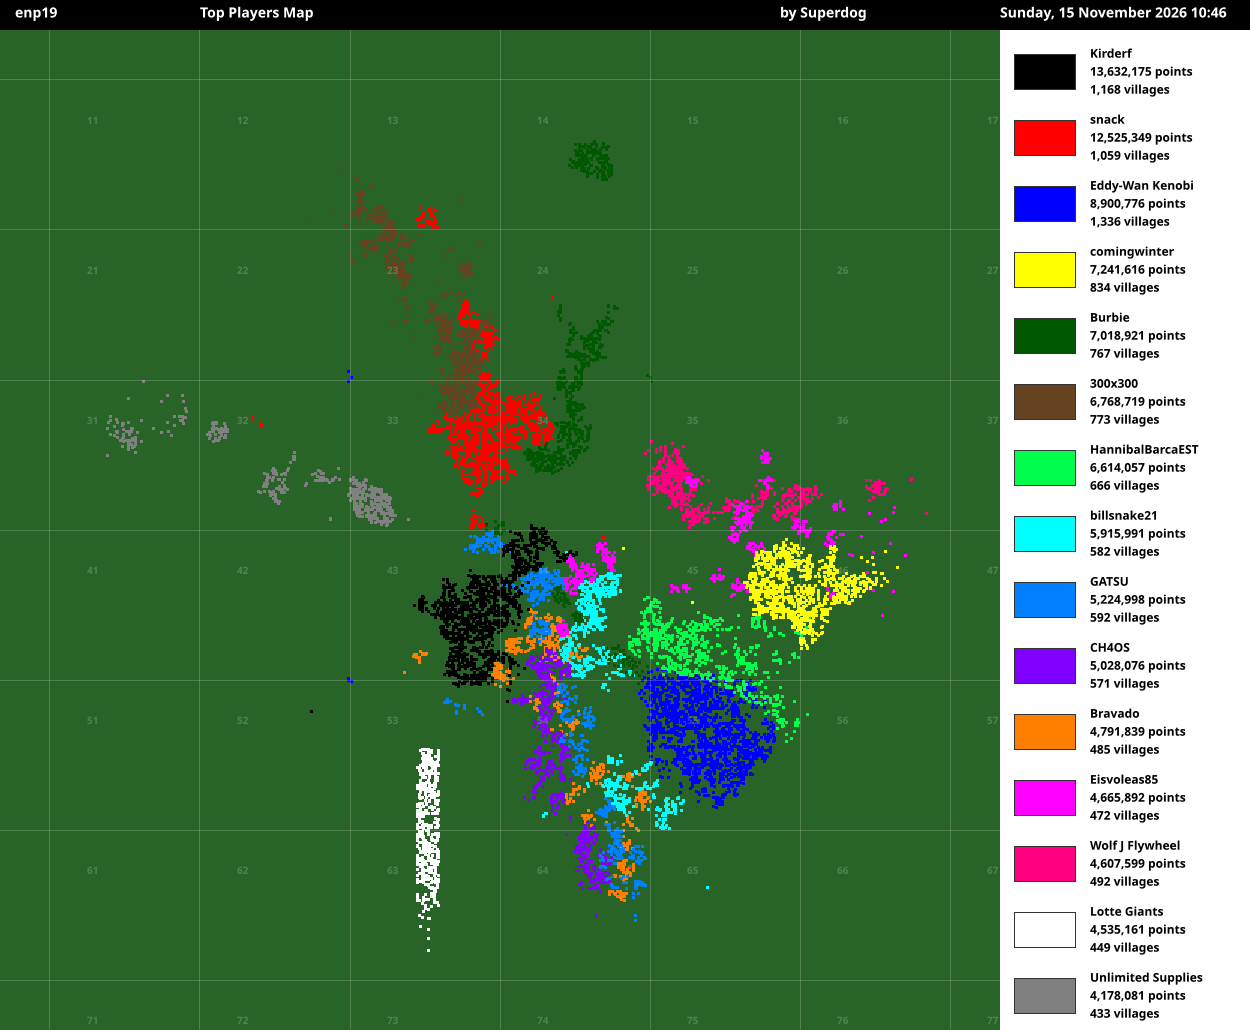 enp19 Top Players Map by Superdog Sunday, 15 November 2026 10:46
Kirderf
13,632,175 points
1,168 villages
snack
12,525,349 points
1,059 villages
Eddy-Wan Kenobi
8,900,776 points
1,336 villages
comingwinter
7,241,616 points
834 villages
Burbie
7,018,921 points
767 villages
300x300
6,768,719 points
773 villages
HannibalBarcaEST
6,614,057 points
666 villages
billsnake21
5,915,991 points
582 villages
GATSU
5,224,998 points
592 villages
CH4OS
5,028,076 points
571 villages
Bravado
4,791,839 points
485 villages
Eisvoleas85
4,665,892 points
472 villages
Wolf J Flywheel
4,607,599 points
492 villages
Lotte Giants
4,535,161 points
449 villages
Unlimited Supplies
4,178,081 points
433 villages
11 12 13 14 15 16 17
21 22 23 24 25 26 27
31 32 33 34 35 36 37
41 42 43 44 45 46 47
51 52 53 54 55 56 57
61 62 63 64 65 66 67
71 72 73 74 75 76 77